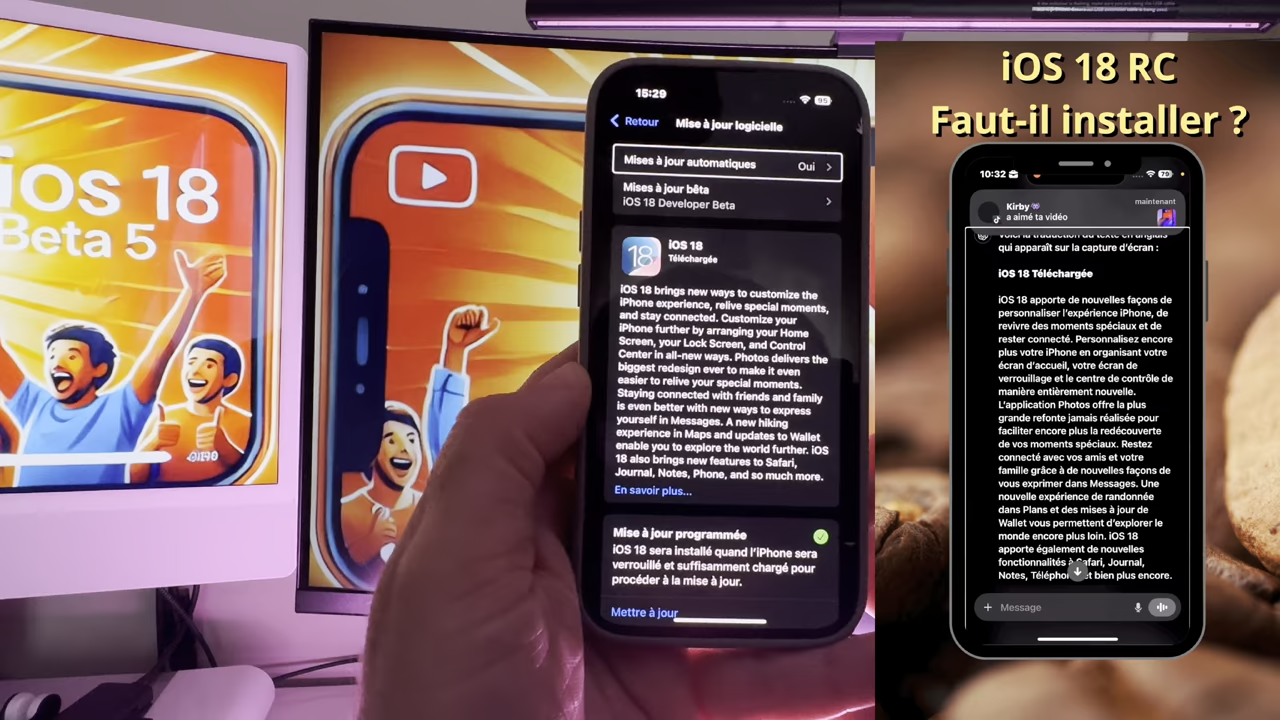 iOS 18
Beta 5
15:29
95
Retour
Mise à jour logicielle
Mises à jour automatiques
Oui
Mises à jour bêta
iOS 18 Developer Beta
18
iOS 18
Téléchargée
iOS 18 brings new ways to customize the
iPhone experience, relive special moments,
and stay connected. Customize your
iPhone further by arranging your Home
Screen, your Lock Screen, and Control
Center in all-new ways. Photos delivers the
biggest redesign ever to make it even
easier to relive your special moments.
Staying connected with friends and family
is even better with new ways to express
yourself in Messages. A new hiking
experience in Maps and updates to Wallet
enable you to explore the world further. iOS
18 also brings new features to Safari,
Journal, Notes, Phone, and so much more.
En savoir plus...
Mise à jour programmée
iOS 18 sera installé quand l'iPhone sera
verrouillé et suffisamment chargé pour
procéder à la mise à jour.
Mettre à jour
iOS 18 RC
Faut-il installer ?
10:32
79
Kirby
maintenant
a aimé ta vidéo
Voici la traduction du texte en anglais
qui apparaît sur la capture d'écran :
iOS 18 Téléchargée
iOS 18 apporte de nouvelles façons de
personnaliser l'expérience iPhone, de
revivre des moments spéciaux et de
rester connecté. Personnalisez encore
plus votre iPhone en organisant votre
écran d'accueil, votre écran de
verrouillage et le centre de contrôle de
manière entièrement nouvelle.
L'application Photos offre la plus
grande refonte jamais réalisée pour
faciliter encore plus la redécouverte
de vos moments spéciaux. Restez
connecté avec vos amis et votre
famille grâce à de nouvelles façons de
vous exprimer dans Messages. Une
nouvelle expérience de randonnée
dans Plans et des mises à jour de
Wallet vous permettent d'explorer le
monde encore plus loin. iOS 18
apporte également de nouvelles
fonctionnalités à Safari, Journal,
Notes, Téléphone et bien plus encore.
Message